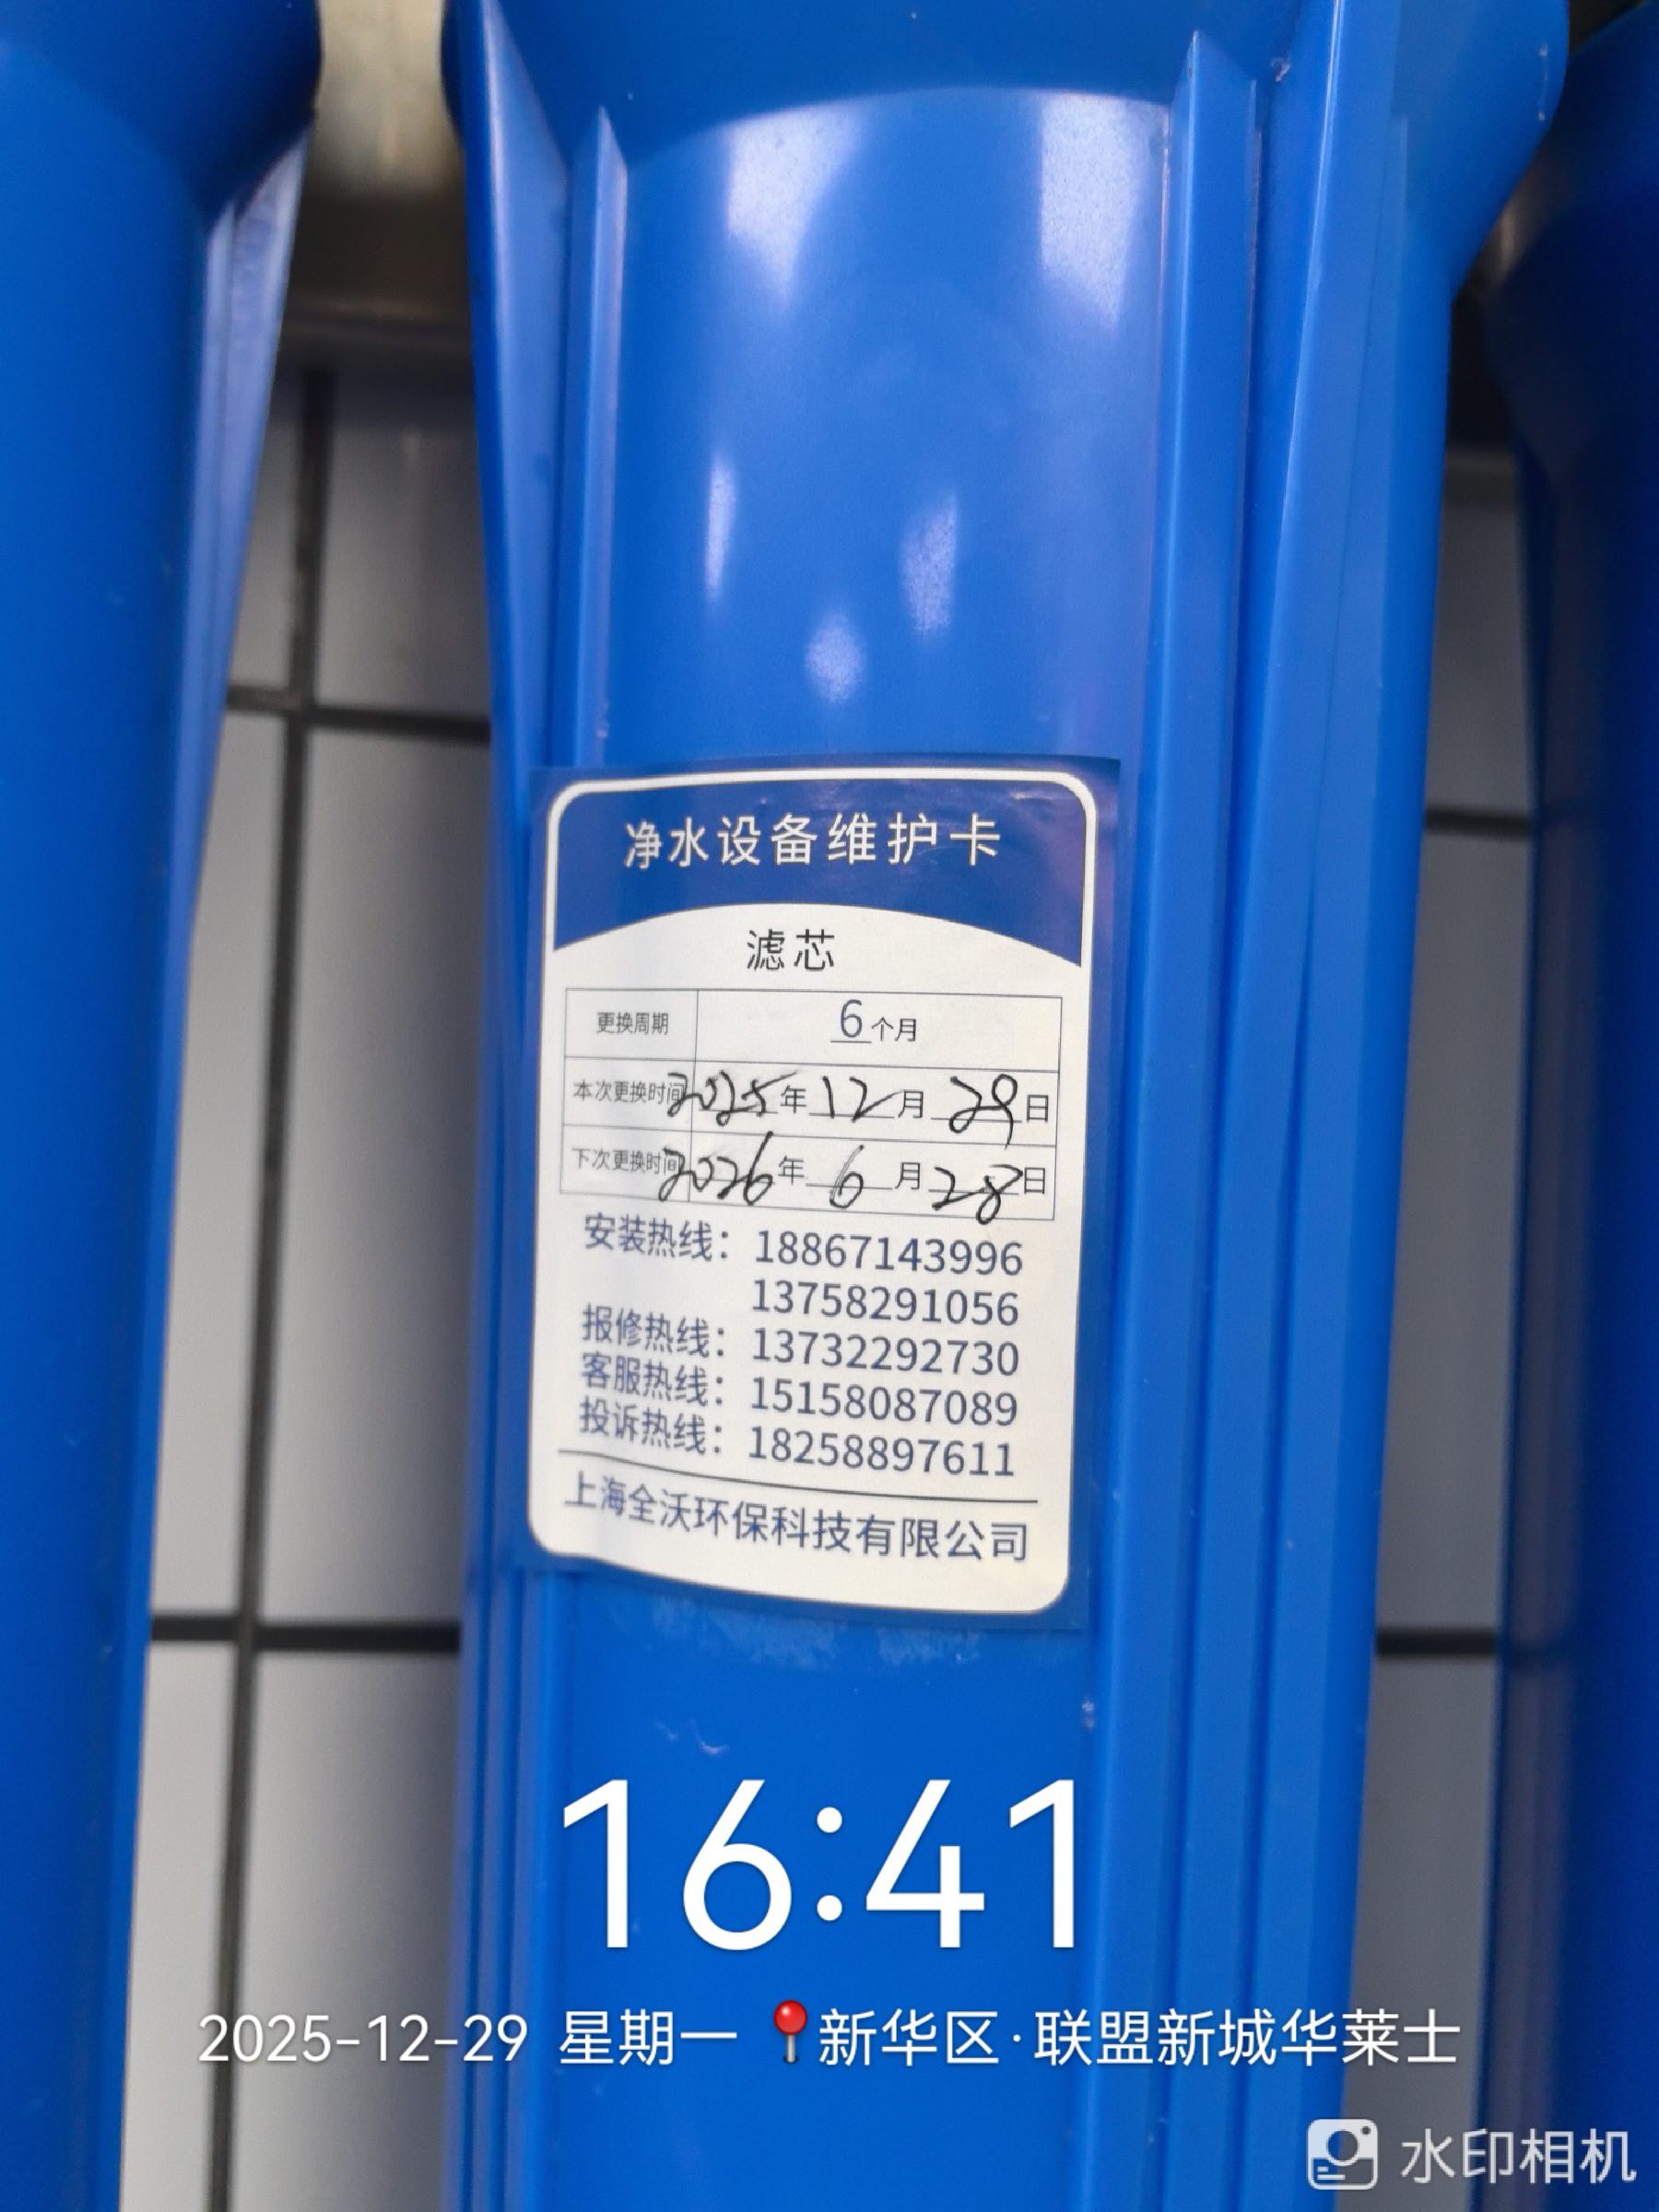 净水设备维护卡
滤芯
更换周期 6个月
本次更换时间 2025年12月29日
下次更换时间 2026年6月28日
安装热线：18867143996
13758291056
报修热线：13732292730
客服热线：15158087089
投诉热线：18258897611
上海全沃环保科技有限公司
16:41
2025-12-29 星期一 新华区·联盟新城华莱士
水印相机